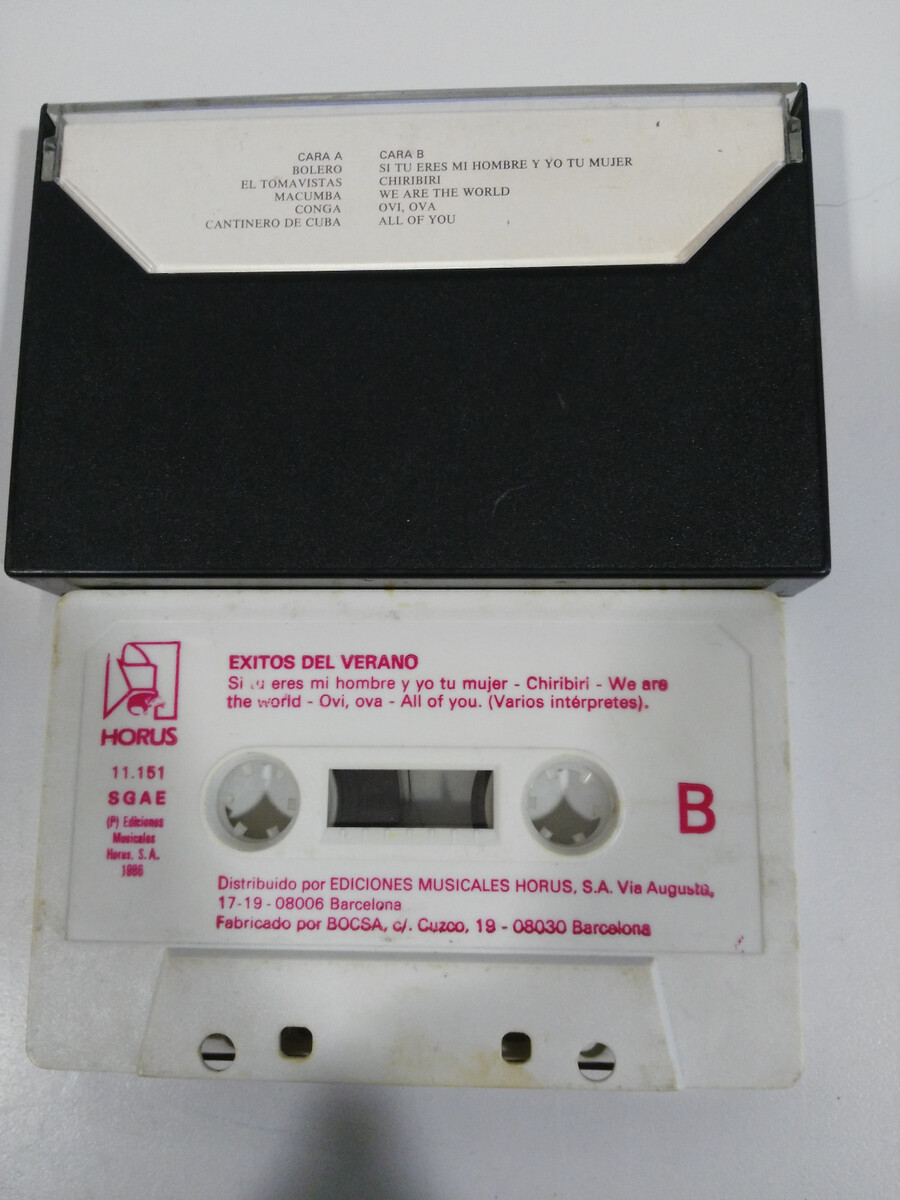 CARA A
BOLERO
EL TOMAVISTAS
MACUMBA
CONGA
CANTINERO DE CUBA
CARA B
SI TU ERES MI HOMBRE Y YO TU MUJER
CHIRIBIRI
WE ARE THE WORLD
OVI, OVA
ALL OF YOU
HORUS
11.151
SGAE
(P) Ediciones
Musicales
Horus, S.A.
1986
EXITOS DEL VERANO
Si tu eres mi hombre y yo tu mujer - Chiribiri - We are
the world - Ovi, ova - All of you. (Varios intérpretes).
B
Distribuido por EDICIONES MUSICALES HORUS, S.A. Via Augusta,
17-19 - 08006 Barcelona
Fabricado por BOCSA, c/. Cuzco, 19 - 08030 Barcelona